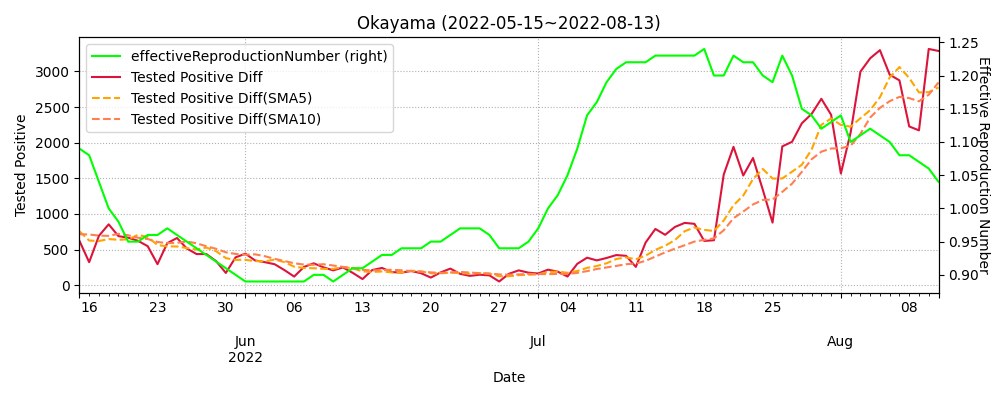 Okayama (2022-05-15~2022-08-13)
effectiveReproductionNumber (right)
Tested Positive Diff
Tested Positive Diff(SMA5)
Tested Positive Diff(SMA10)
Tested Positive
3000
2500
2000
1500
1000
500
0
1.25
1.20
1.15
1.10
1.05
1.00
0.95
0.90
Effective Reproduction Number
16 23 30 06 13 20 27 04 11 18 25 01 08
Jun Jul Aug
2022
Date